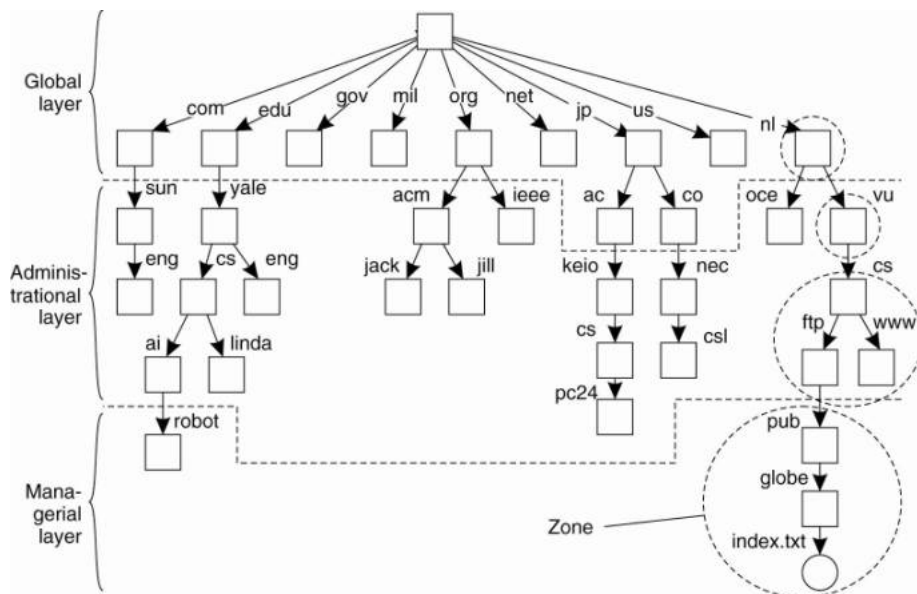 Global
layer
com
edu
gov
mil
org
net
jp
us
nl
sun
yale
acm
ieee
ac
co
oce
vu
Adminis-
trational
layer
eng
cs
eng
jack
jill
keio
nec
cs
ai
linda
cs
csl
ftp
www
pc24
robot
pub
Mana-
gerial
layer
globe
Zone
index.txt